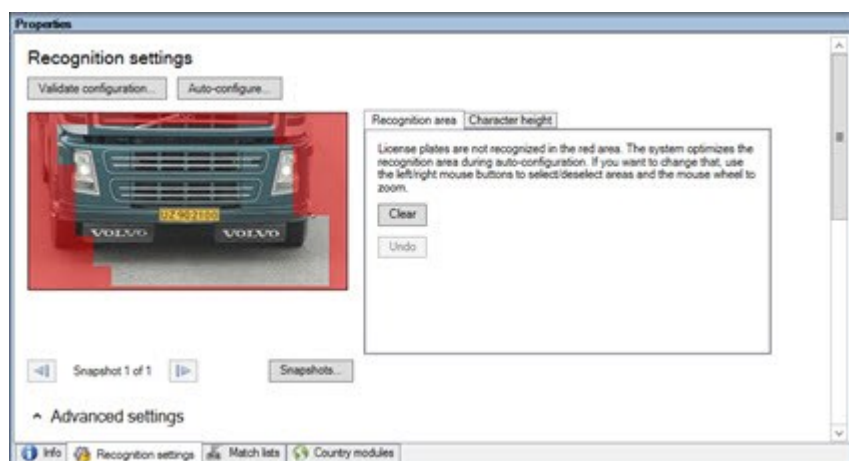 Properties
Recognition settings
Validate configuration... Auto-configure...
Recognition area Character height
License plates are not recognized in the red area. The system optimizes the
recognition area during auto-configuration. If you want to change that, use
the left/right mouse buttons to select/deselect areas and the mouse wheel to
zoom.
Clear
Undo
UZ 902100
VOLVO VOLVO
Snapshot 1 of 1 Snapshots...
Advanced settings
Info Recognition settings Match lists Country modules